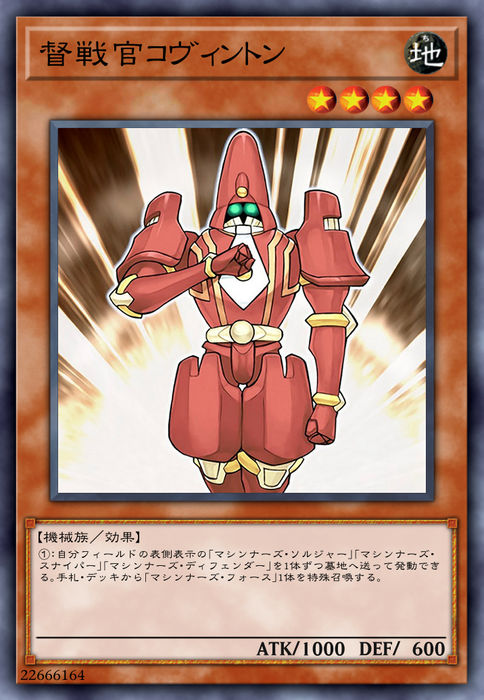 督戦官コヴィントン
ち
地
【機械族／効果】
①：自分フィールドの表側表示の「マシンナーズ・ソルジャー」「マシンナーズ・
スナイパー」「マシンナーズ・ディフェンダー」を1体ずつ墓地へ送って発動でき
る。手札・デッキから「マシンナーズ・フォース」1体を特殊召喚する。
ATK/1000 DEF/ 600
22666164